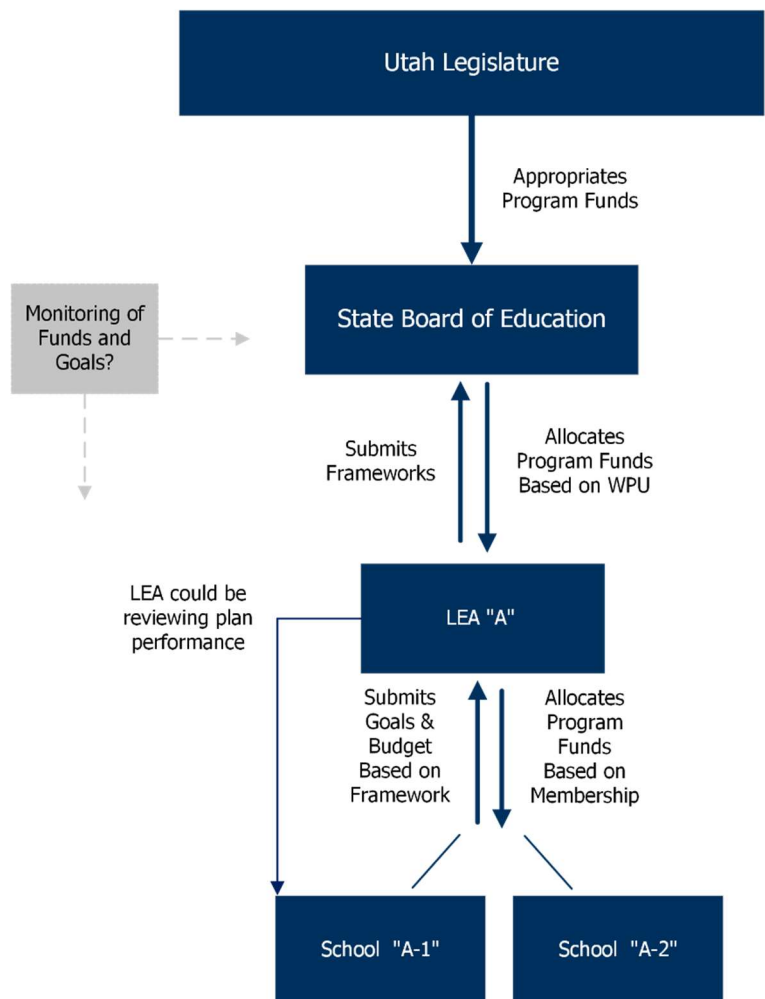 Utah Legislature
Appropriates
Program Funds
Monitoring of
Funds and
Goals?
State Board of Education
Submits
Frameworks
Allocates
Program Funds
Based on WPU
LEA could be
reviewing plan
performance
LEA "A"
Submits
Goals &
Budget
Based on
Framework
Allocates
Program
Funds
Based on
Membership
School "A-1"
School "A-2"